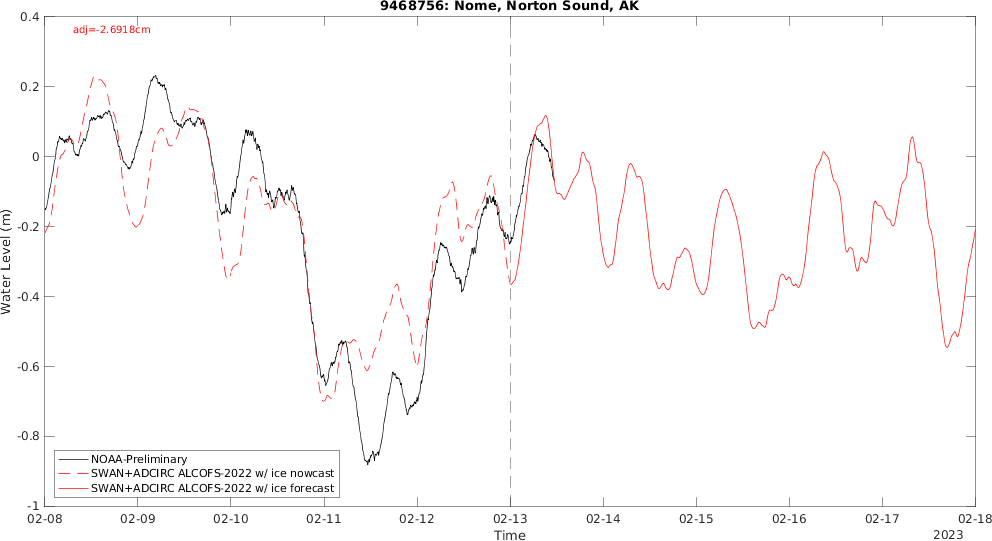 9468756: Nome, Norton Sound, AK
adj=-2.6918cm
0.4
0.2
0
-0.2
-0.4
-0.6
-0.8
-1
Water Level (m)
NOAA-Preliminary
SWAN+ADCIRC ALCOFS-2022 w/ ice nowcast
SWAN+ADCIRC ALCOFS-2022 w/ ice forecast
02-08 02-09 02-10 02-11 02-12 02-13 02-14 02-15 02-16 02-17 02-18
Time
2023